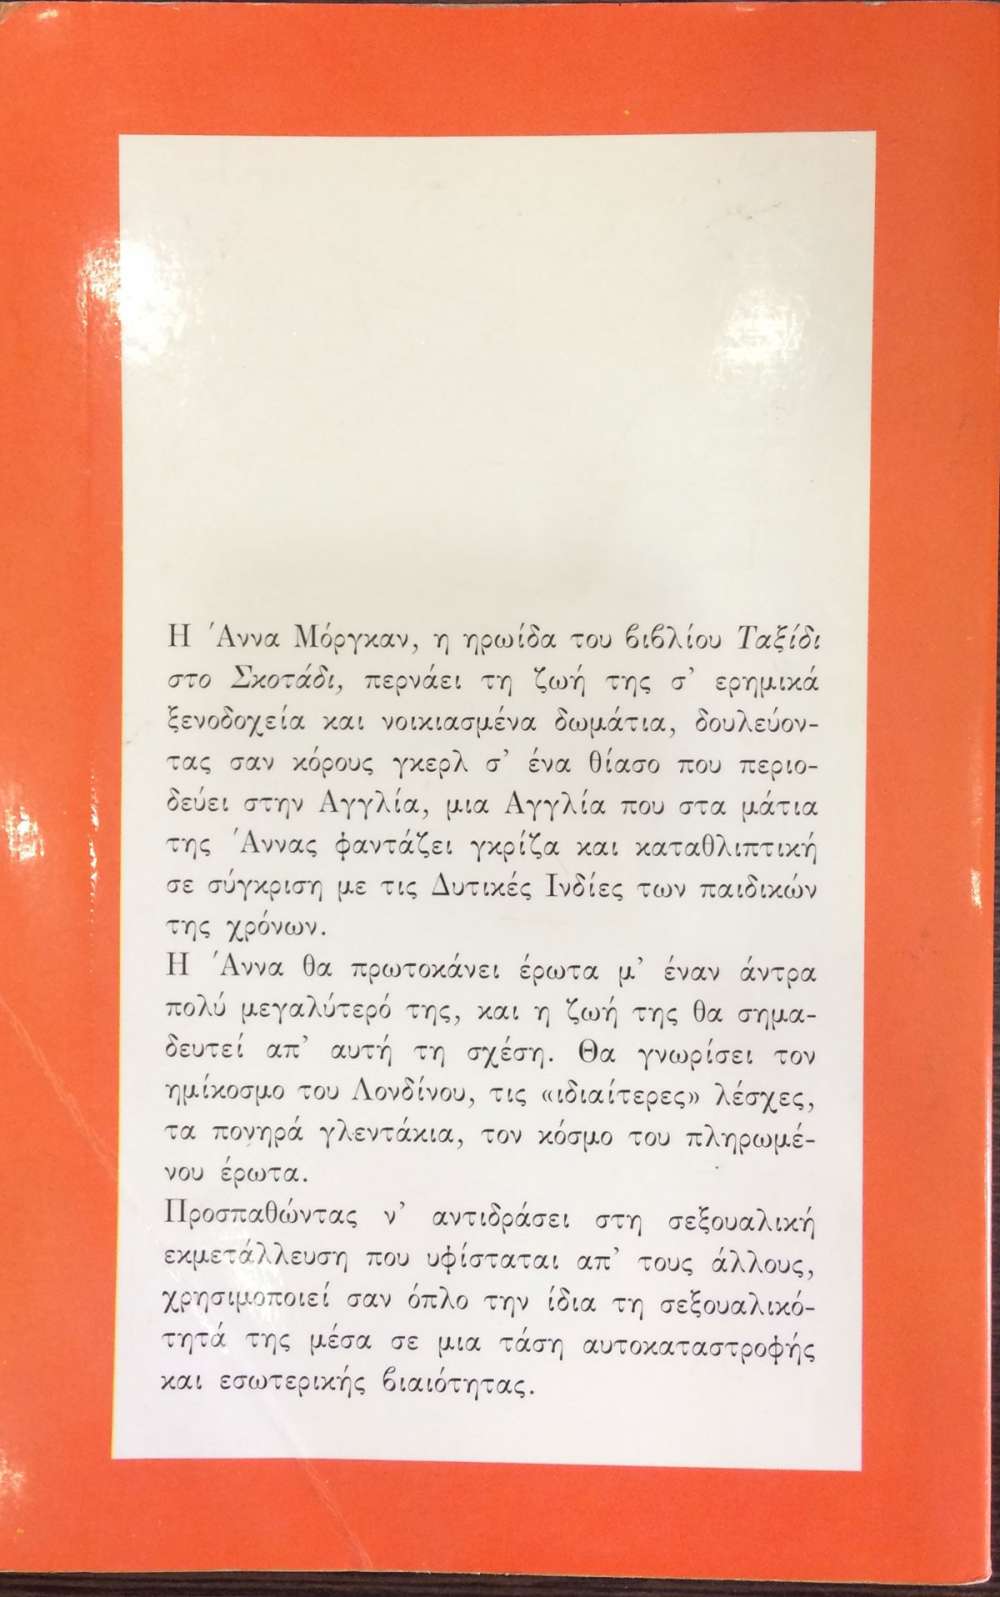 Η Άννα Μόργκαν, η ηρωίδα του βιβλίου Ταξίδι
στο Σκοτάδι, περνάει τη ζωή της σ’ ερημικά
ξενοδοχεία και νοικιασμένα δωμάτια, δουλεύον-
τας σαν κόρους γκερλ σ’ ένα θίασο που περιο-
δεύει στην Αγγλία, μια Αγγλία που στα μάτια
της Άννας φαντάζει γκρίζα και καταθλιπτική
σε σύγκριση με τις Δυτικές Ινδίες των παιδικών
της χρόνων.
Η Άννα θα πρωτοκάνει έρωτα μ’ έναν άντρα
πολύ μεγαλύτερό της, και η ζωή της θα σημα-
δευτεί απ’ αυτή τη σχέση. Θα γνωρίσει τον
ημίκοσμο του Λονδίνου, τις «ιδιαίτερες» λέσχες,
τα πονηρά γλεντάκια, τον κόσμο του πληρωμέ-
νου έρωτα.
Προσπαθώντας ν’ αντιδράσει στη σεξουαλική
εκμετάλλευση που υφίσταται απ’ τους άλλους,
χρησιμοποιεί σαν όπλο την ίδια τη σεξουαλικό-
τητά της μέσα σε μια τάση αυτοκαταστροφής
και εσωτερικής βιαιότητας.